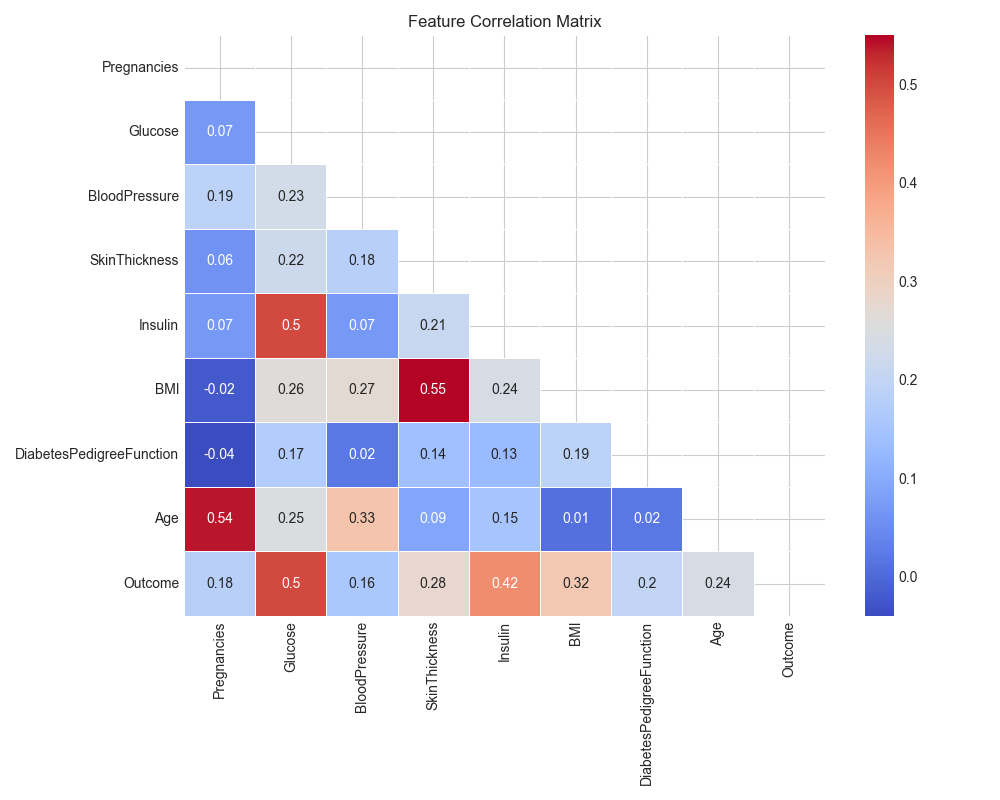 Feature Correlation Matrix
Pregnancies
Glucose 0.07
BloodPressure 0.19 0.23
SkinThickness 0.06 0.22 0.18
Insulin 0.07 0.5 0.07 0.21
BMI -0.02 0.26 0.27 0.55 0.24
DiabetesPedigreeFunction -0.04 0.17 0.02 0.14 0.13 0.19
Age 0.54 0.25 0.33 0.09 0.15 0.01 0.02
Outcome 0.18 0.5 0.16 0.28 0.42 0.32 0.2 0.24
Pregnancies
Glucose
BloodPressure
SkinThickness
Insulin
BMI
DiabetesPedigreeFunction
Age
Outcome
0.5
0.4
0.3
0.2
0.1
0.0